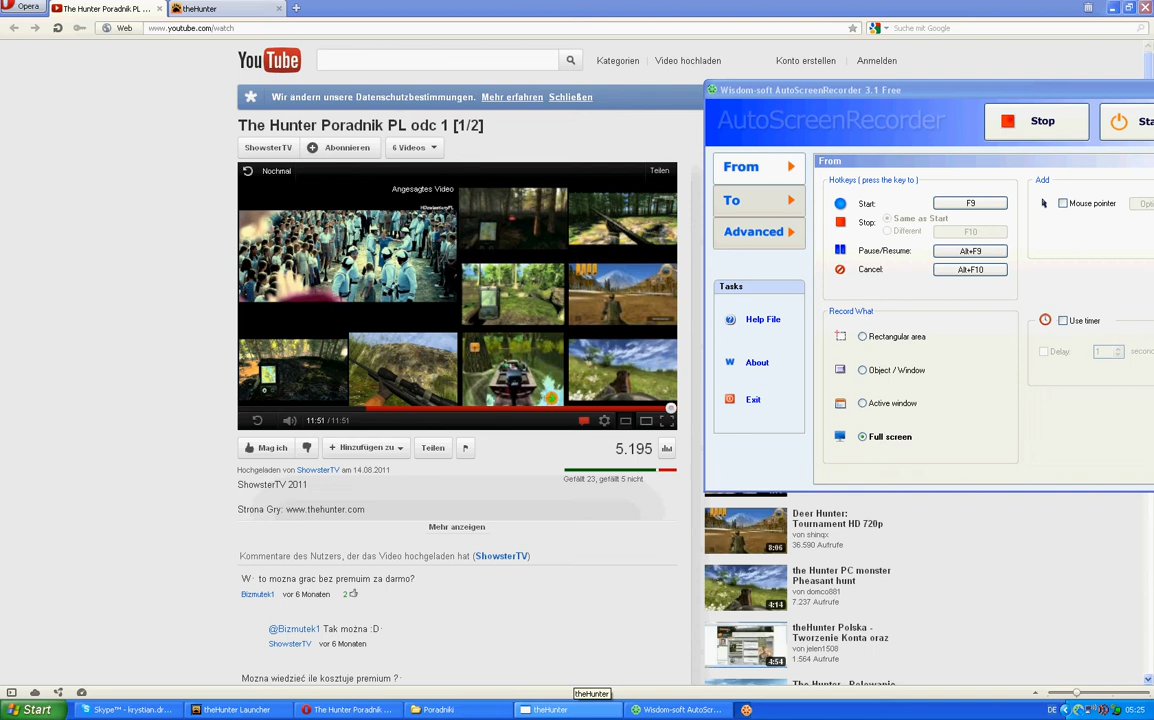 Opera
The Hunter Poradnik PL ...
theHunter
Web
www.youtube.com/watch
Suche mit Google
YouTube
Kategorien
Video hochladen
Konto erstellen
Anmelden
Wir ändern unsere Datenschutzbestimmungen. Mehr erfahren Schließen
The Hunter Poradnik PL odc 1 [1/2]
ShowsterTV
Abonnieren
6 Videos
Nochmal
Teilen
Angesagtes Video
11:51 / 11:51
Mag ich
Hinzufügen zu
Teilen
5.195
Hochgeladen von ShowsterTV am 14.08.2011
Gefällt 23, gefällt 5 nicht
ShowsterTV 2011
Strona Gry: www.thehunter.com
Mehr anzeigen
Kommentare des Nutzers, der das Video hochgeladen hat (ShowsterTV)
to mozna grac bez premuim za darmo?
Bizmutek1 vor 6 Monaten 2
@Bizmutek1 Tak można :D
ShowsterTV vor 6 Monaten
Mozna wiedzieć ile kosztuje premium ?
Wisdom-soft AutoScreenRecorder 3.1 Free
AutoScreenRecorder
Stop
Sta
From
To
Advanced
Tasks
Help File
About
Exit
From
Hotkeys ( press the key to )
Start: F9
Stop: Same as Start
Different F10
Pause/Resume: Alt+F9
Cancel: Alt+F10
Add
Mouse pointer
Opti
Record What
Rectangular area
Object / Window
Active window
Full screen
Use timer
Delay: 1 second
Deer Hunter:
Tournament HD 720p
von shinqx
36.590 Aufrufe
8:06
the Hunter PC monster
Pheasant hunt
von domco881
7.237 Aufrufe
4:14
theHunter Polska -
Tworzenie Konta oraz
von jelen1508
1.564 Aufrufe
4:54
The Hunter - Polowanie
theHunter
Start
Skype™ - krystian.dr...
theHunter Launcher
The Hunter Poradnik ...
Poradniki
theHunter
Wisdom-soft AutoScr...
DE
05:25